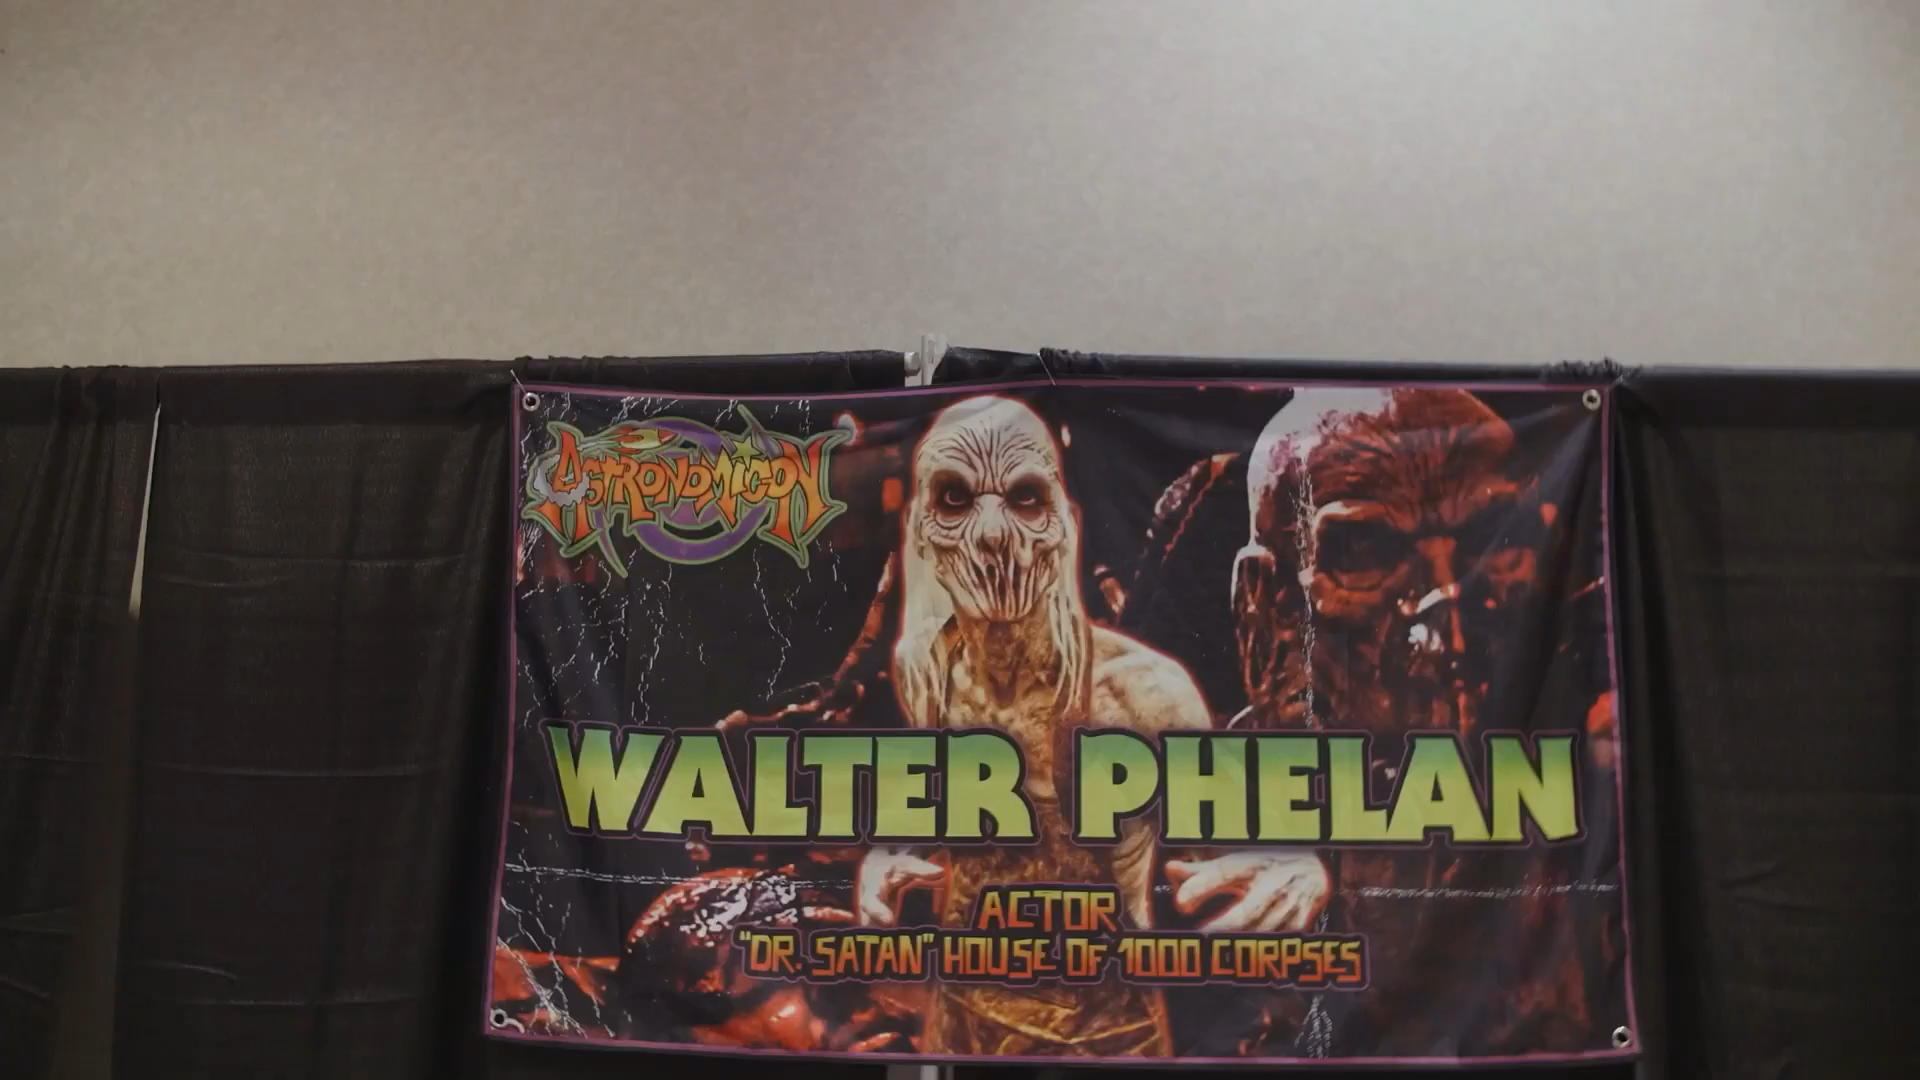 ASTRONOMICON
WALTER PHELAN
ACTOR
"DR. SATAN" HOUSE OF 1000 CORPSES